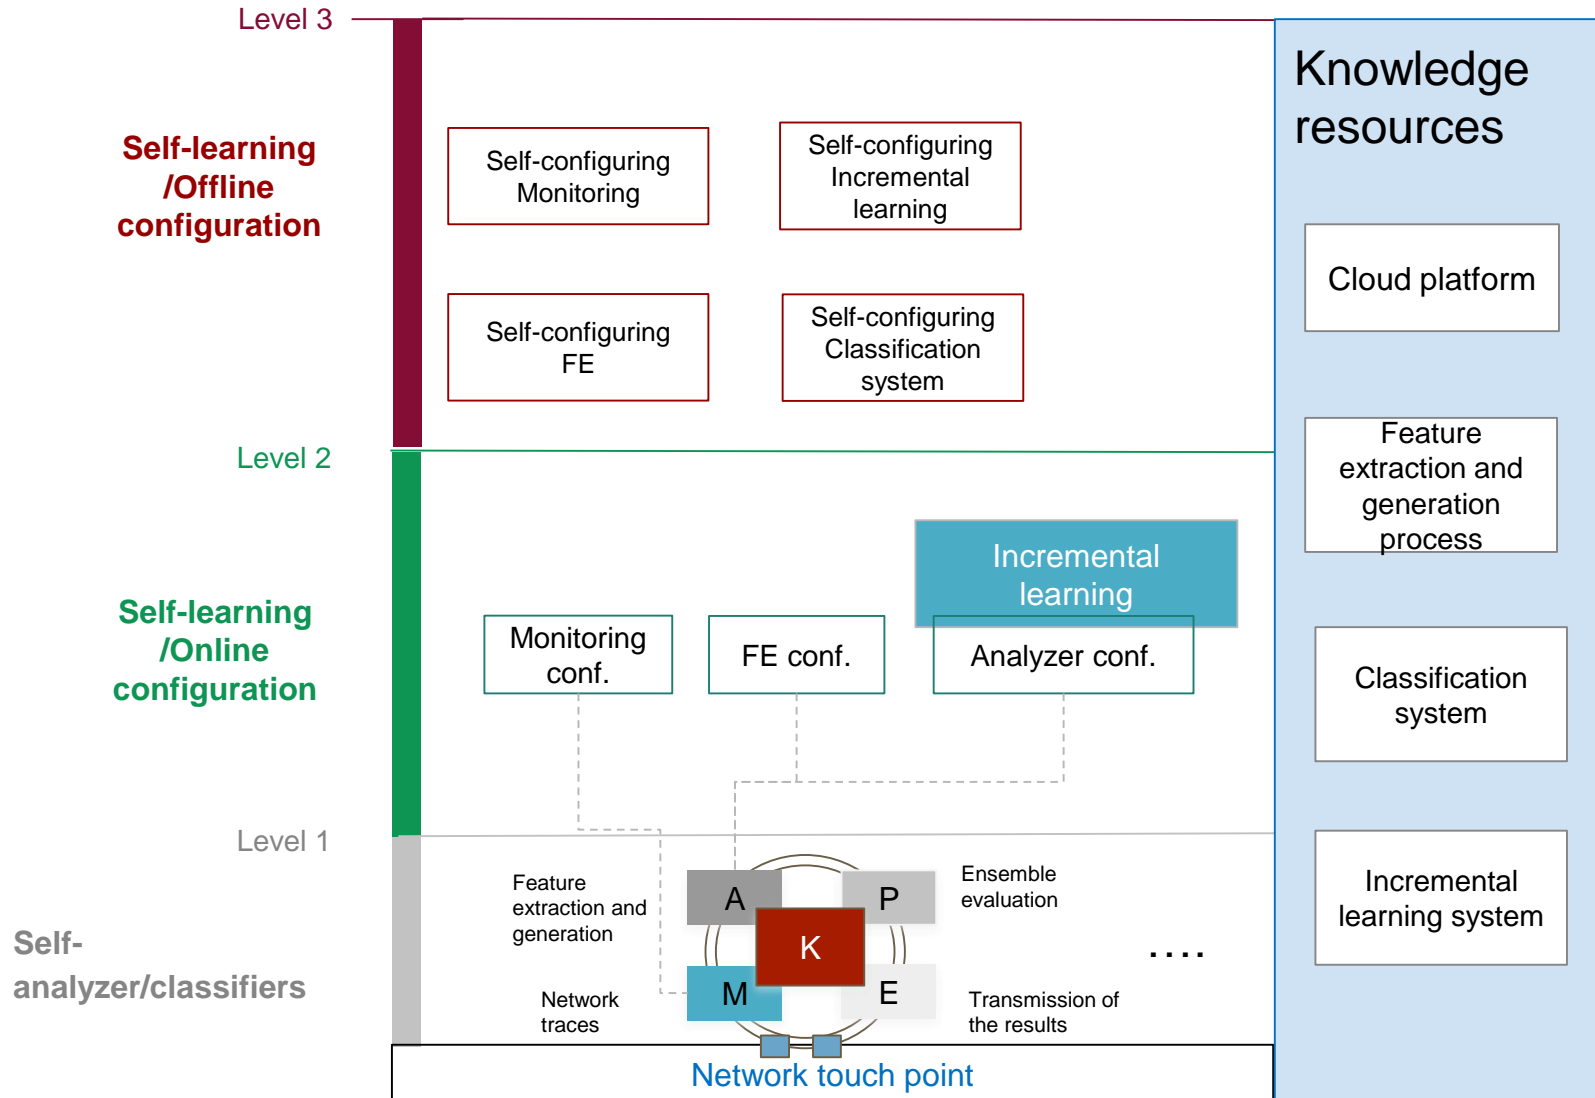 Level 3
Knowledge
resources
Self-learning
/Offline
configuration
Self-configuring
Monitoring
Self-configuring
Incremental
learning
Self-configuring
FE
Self-configuring
Classification
system
Cloud platform
Feature
extraction and
generation
process
Level 2
Self-learning
/Online
configuration
Incremental
learning
Monitoring
conf.
FE conf.
Analyzer conf.
Classification
system
Level 1
Self-
analyzer/classifiers
Feature
extraction and
generation
A
P
Ensemble
evaluation
K
....
Network
traces
M
E
Transmission of
the results
Incremental
learning system
Network touch point